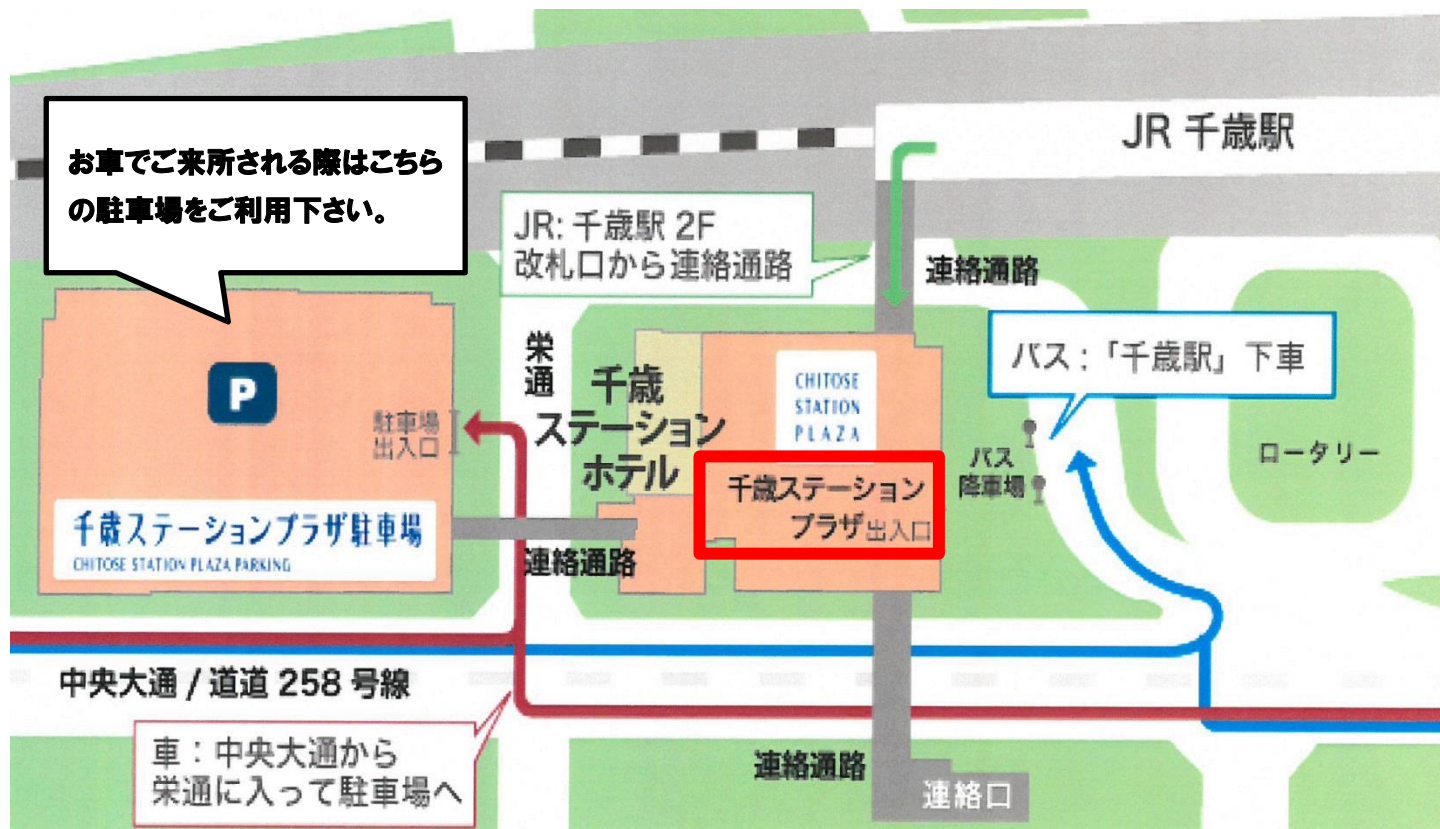 お車でご来所される際はこちら
の駐車場をご利用下さい。
JR 千歳駅
JR: 千歳駅 2F
改札口から連絡通路
連絡通路
バス：「千歳駅」下車
栄通
P
駐車場
出入口
千歳
ステーション
ホテル
CHITOSE
STATION
PLAZA
千歳ステーション
プラザ出入口
バス
降車場
ロータリー
千歳ステーションプラザ駐車場
CHITOSE STATION PLAZA PARKING
連絡通路
中央大通 / 道道 258 号線
車：中央大通から
栄通に入って駐車場へ
連絡通路
連絡口